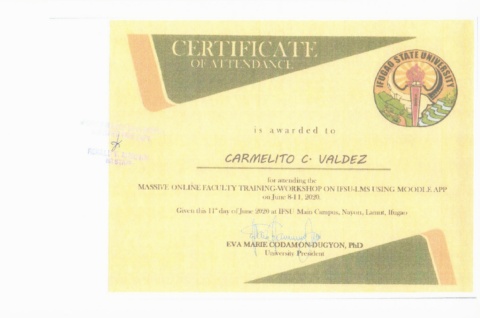 CERTIFICATE
OF ATTENDANCE
IFUGAO STATE UNIVERSITY
is awarded to
CARMELITO C. VALDEZ
for attending the
MASSIVE ONLINE FACULTY TRAINING-WORKSHOP ON IFSU-LMS USING MOODLE APP
on June 8-11, 2020.
Given this 11th day of June 2020 at IFSU Main Campus, Nayon, Lamut, Ifugao
EVA MARIE CODAMON-DUGYON, PhD
University President